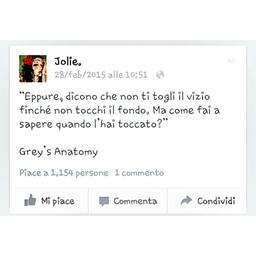 Jolie.
28/feb/2015 alle 10:51
"Eppure, dicono che non ti togli il vizio
finché non tocchi il fondo. Ma come fai a
sapere quando l'hai toccato?"
Grey's Anatomy
Piace a 1,154 persone 1 commento
Mi piace Commenta Condividi